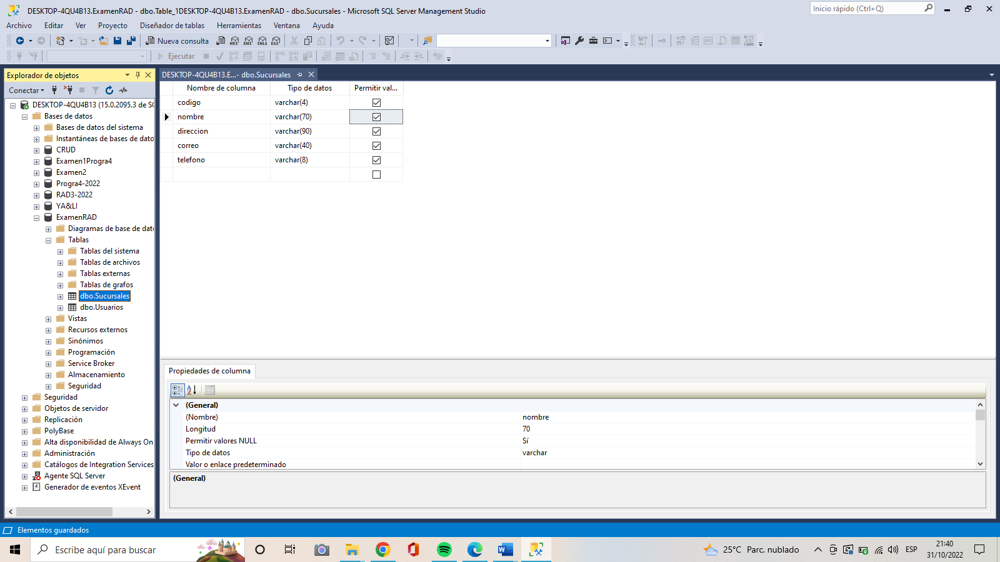 DESKTOP-4QU4B13.ExamenRAD - dbo.Table_1DESKTOP-4QU4B13.ExamenRAD - dbo.Sucursales - Microsoft SQL Server Management Studio
Inicio rápido (Ctrl+Q)
Archivo Editar Ver Proyecto Diseñador de tablas Herramientas Ventana Ayuda
Nueva consulta
MDX DMX XMLA DAX
Ejecutar
Explorador de objetos
DESKTOP-4QU4B13.E...- dbo.Sucursales
Conectar
DESKTOP-4QU4B13 (15.0.2095.3 de SQ
Bases de datos
Bases de datos del sistema
Instantáneas de bases de dato
CRUD
Examen1Progra4
Examen2
Progra4-2022
RAD3-2022
YA&LI
ExamenRAD
Diagramas de base de dato
Tablas
Tablas del sistema
Tablas de archivos
Tablas externas
Tablas de grafos
dbo.Sucursales
dbo.Usuarios
Vistas
Recursos externos
Sinónimos
Programación
Service Broker
Almacenamiento
Seguridad
Seguridad
Objetos de servidor
Replicación
PolyBase
Alta disponibilidad de Always On
Administración
Catálogos de Integration Services
Agente SQL Server
Generador de eventos XEvent
Nombre de columna Tipo de datos Permitir val...
codigo varchar(4)
nombre varchar(70)
direccion varchar(90)
correo varchar(40)
telefono varchar(8)
Propiedades de columna
(General)
(Nombre) nombre
Longitud 70
Permitir valores NULL Sí
Tipo de datos varchar
Valor o enlace predeterminado
(General)
Elementos guardados
Escribe aquí para buscar
25°C Parc. nublado
ESP
21:40
31/10/2022